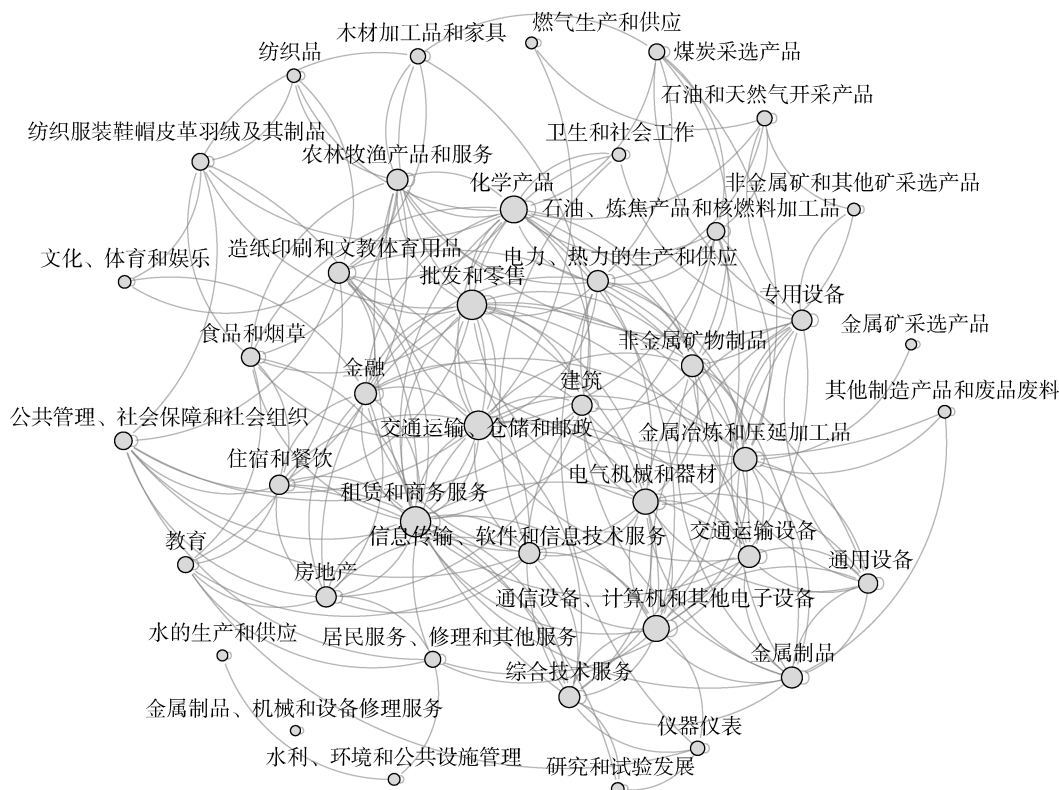 燃气生产和供应
木材加工品和家具
纺织品
煤炭采选产品
石油和天然气开采产品
纺织服装鞋帽皮革羽绒及其制品
卫生和社会工作
农林牧渔产品和服务
化学产品
非金属矿和其他矿采选产品
石油、炼焦产品和核燃料加工品
造纸印刷和文教体育用品
文化、体育和娱乐
电力、热力的生产和供应
批发和零售
专用设备
金属矿采选产品
食品和烟草
非金属矿物制品
金融
建筑
其他制造产品和废品废料
公共管理、社会保障和社会组织
交通运输、仓储和邮政
金属冶炼和压延加工品
住宿和餐饮
电气机械和器材
租赁和商务服务
信息传输、软件和信息技术服务
交通运输设备
教育
通用设备
房地产
通信设备、计算机和其他电子设备
水的生产和供应
居民服务、修理和其他服务
金属制品
综合技术服务
金属制品、机械和设备修理服务
仪器仪表
水利、环境和公共设施管理
研究和试验发展